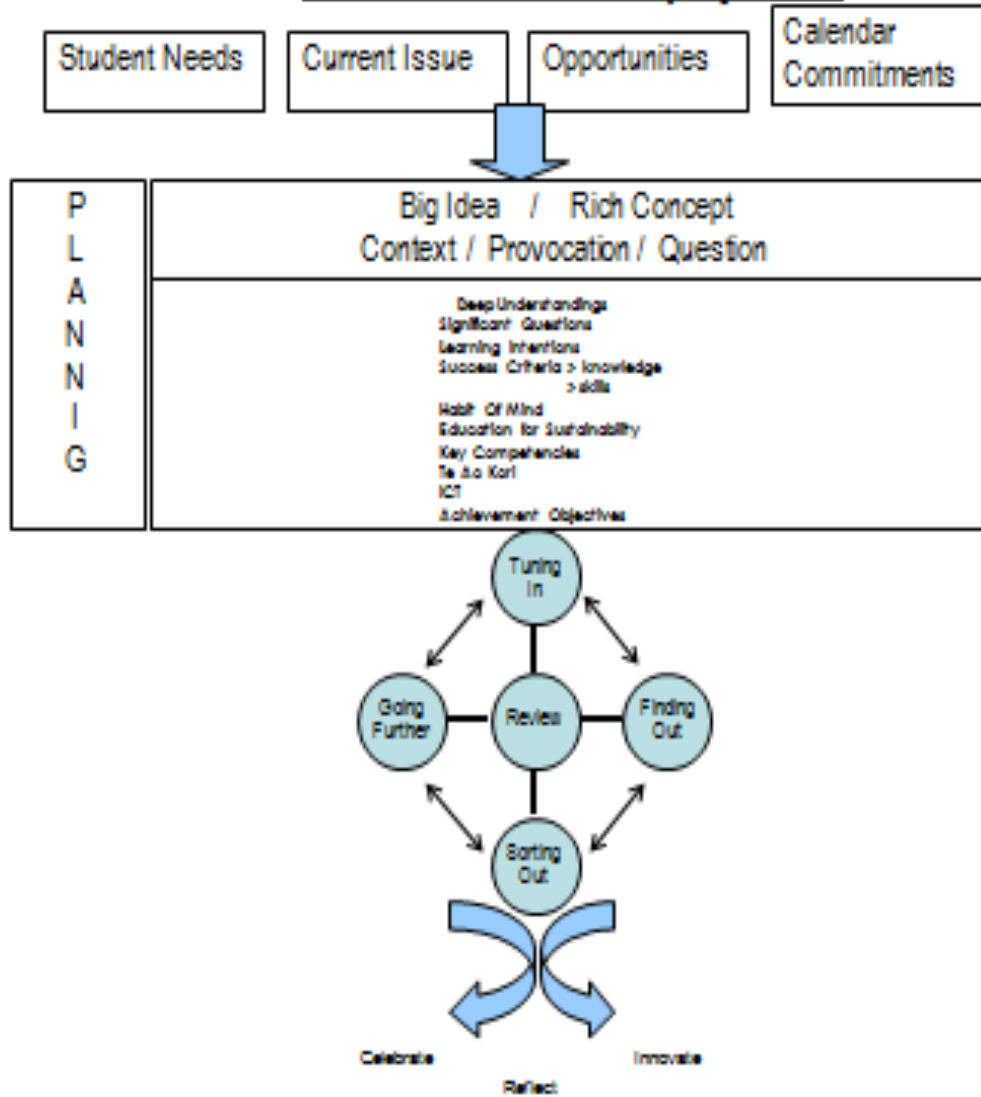 Student Needs
Current Issue
Opportunities
Calendar
Commitments
P
L
A
N
N
I
G
Big Idea / Rich Concept
Context / Provocation / Question
Deep Understandings
Significant Questions
Learning Intentions
Success Criteria > knowledge
> skills
Habit Of Mind
Education for Sustainability
Key Competencies
Te Ao Kori
ICT
Achievement Objectives
Tuning
In
Going
Further
Review
Finding
Out
Sorting
Out
Celebrate
Innovate
Reflect